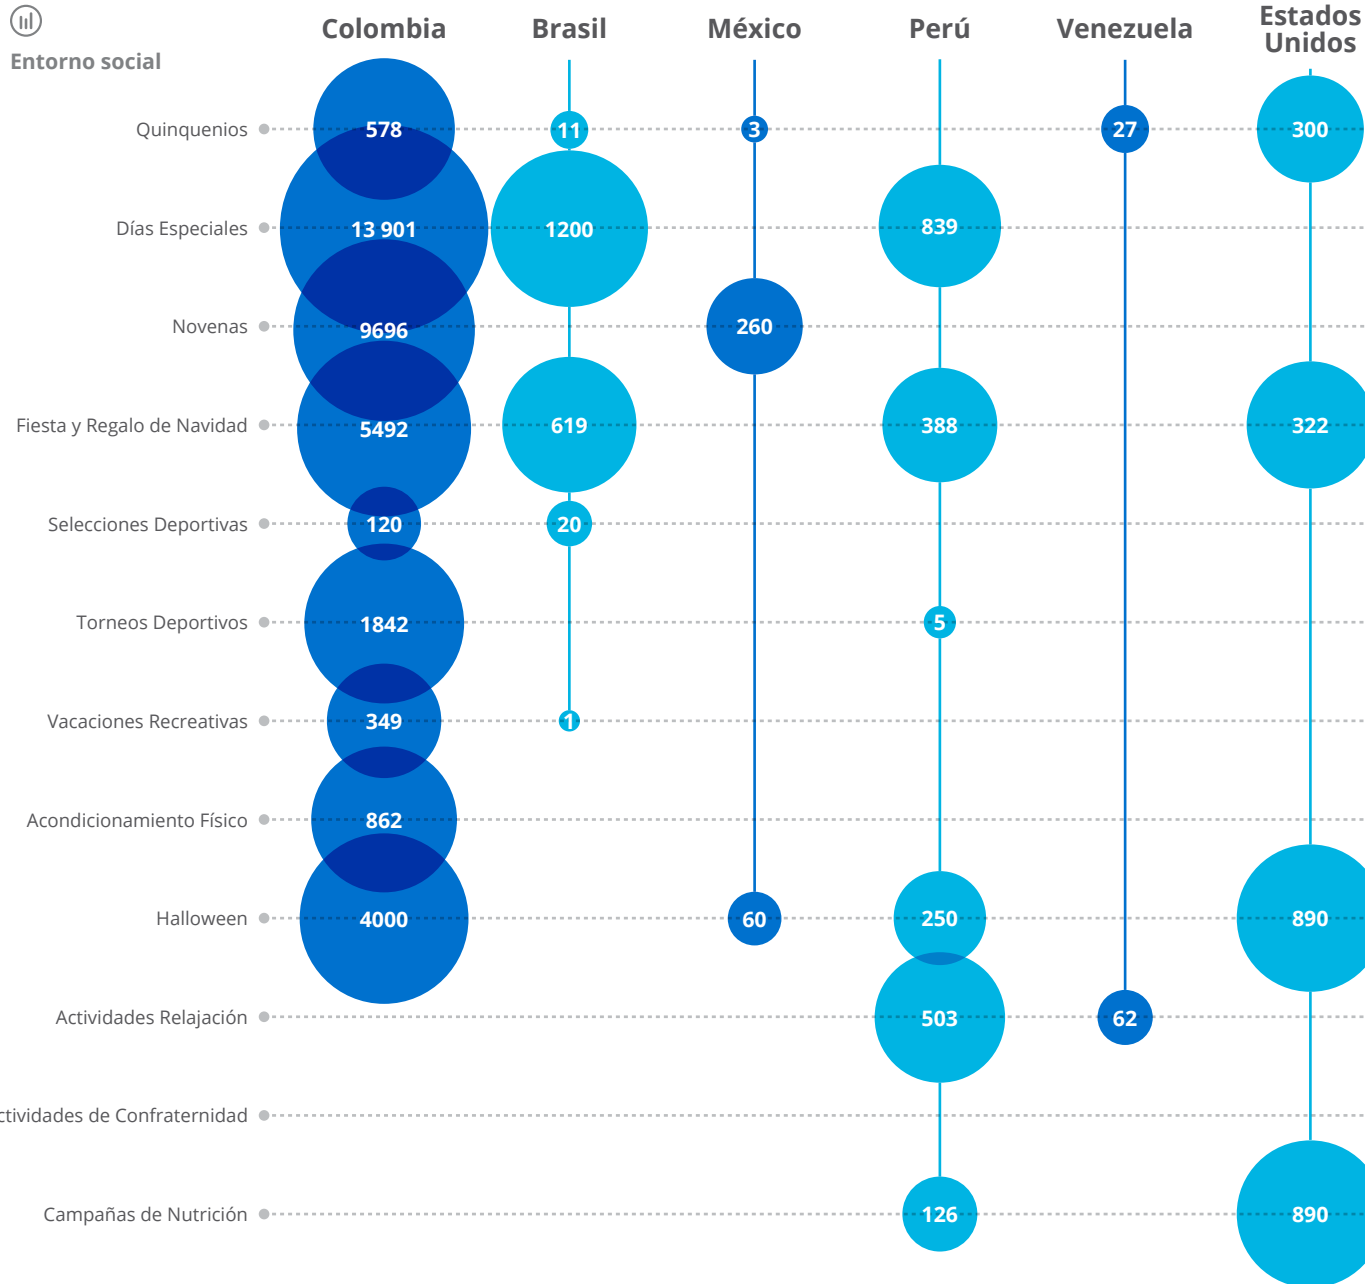 Colombia Brasil México Perú Venezuela Estados Unidos
Entorno social
Quinquenios 578 11 3 27 300
Días Especiales 13 901 1200 839
Novenas 9696 260
Fiesta y Regalo de Navidad 5492 619 388 322
Selecciones Deportivas 120 20
Torneos Deportivos 1842 5
Vacaciones Recreativas 349 1
Acondicionamiento Físico 862
Halloween 4000 60 250 890
Actividades Relajación 503 62
ctividades de Confraternidad
Campañas de Nutrición 126 890